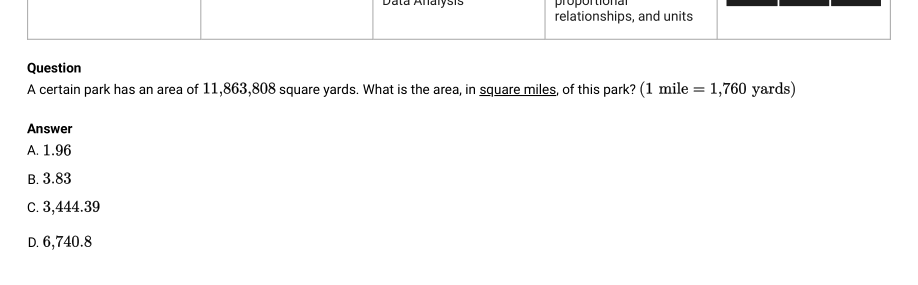 Data Analysis
proportional
relationships, and units
Question
A certain park has an area of 11,863,808 square yards. What is the area, in square miles, of this park? (1 mile = 1,760 yards)
Answer
A. 1.96
B. 3.83
C. 3,444.39
D. 6,740.8